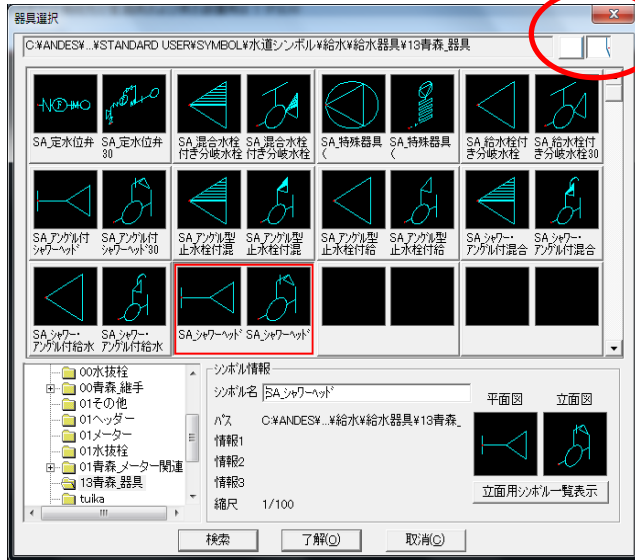 器具選択
C:¥ANDES¥...¥STANDARD USER¥SYMBOL¥水道シンボル¥給水¥給水器具¥13青森_器具
SA_定水位弁 SA_定水位弁30 SA_混合水栓付き分岐水栓 SA_混合水栓付き分岐水栓 SA_特殊器具( SA_特殊器具( SA_給水栓付き分岐水栓 SA_給水栓付き分岐水栓30
SA_アングル付シャワーヘッド SA_アングル付シャワーヘッド30 SA_アングル型止水栓付混 SA_アングル型止水栓付混 SA_アングル型止水栓付給 SA_アングル型止水栓付給 SA_シャワー・アングル付混合 SA_シャワー・アングル付混合
SA_シャワー・アングル付給水 SA_シャワー・アングル付給水 SA_シャワーヘッド SA_シャワーヘッド
00水抜栓
00青森_継手
01その他
01ヘッダー
01メーター
01水抜栓
01青森_メーター関連
13青森_器具
tuika
シンボル情報
シンボル名 SA_シャワーヘッド
パス C:¥ANDES¥...¥給水¥給水器具¥13青森_
情報1
情報2
情報3
縮尺 1/100
平面図 立面図
立面用シンボル一覧表示
検索 了解(O) 取消(C)